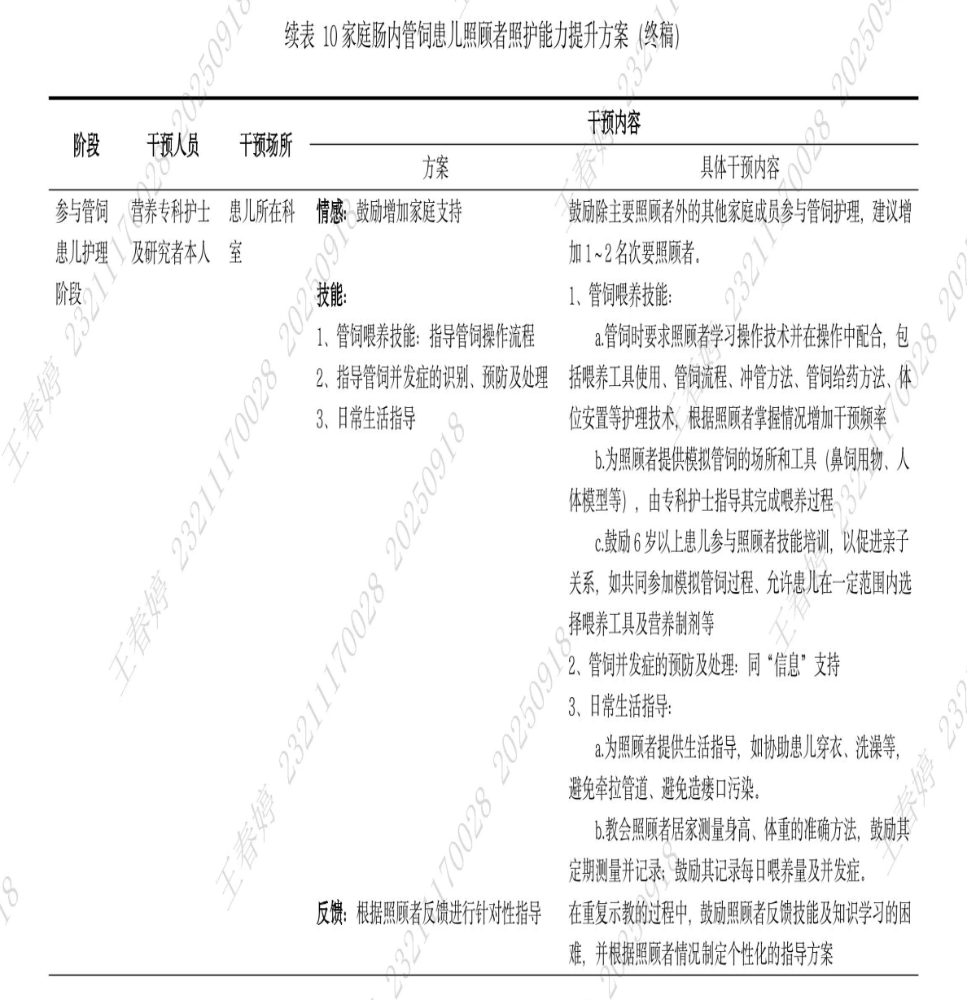 续表 10 家庭肠内管饲患儿照顾者照护能力提升方案（终稿）
阶段 干预人员 干预场所 干预内容
方案 具体干预内容
参与管饲 营养专科护士 患儿所在科 情感：鼓励增加家庭支持 鼓励除主要照顾者外的其他家庭成员参与管饲护理，建议增
患儿护理 及研究者本人 室 加 1~2 名次要照顾者。
阶段 技能： 1、管饲喂养技能：
1、管饲喂养技能：指导管饲操作流程 a.管饲时要求照顾者学习操作技术并在操作中配合，包
2、指导管饲并发症的识别、预防及处理 括喂养工具使用、管饲流程、冲管方法、管饲给药方法、体
3、日常生活指导 位安置等护理技术，根据照顾者掌握情况增加干预频率
b.为照顾者提供模拟管饲的场所和工具（鼻饲用物、人
体模型等），由专科护士指导其完成喂养过程
c.鼓励 6 岁以上患儿参与照顾者技能培训，以促进亲子
关系，如共同参加模拟管饲过程、允许患儿在一定范围内选
择喂养工具及营养制剂等
2、管饲并发症的预防及处理：同“信息”支持
3、日常生活指导：
a.为照顾者提供生活指导，如协助患儿穿衣、洗澡等，
避免牵拉管道、避免造瘘口污染。
b.教会照顾者居家测量身高、体重的准确方法，鼓励其
定期测量并记录；鼓励其记录每日喂养量及并发症。
反馈：根据照顾者反馈进行针对性指导 在重复示教的过程中，鼓励照顾者反馈技能及知识学习的困
难，并根据照顾者情况制定个性化的指导方案
王春婷 2321170028 20250918